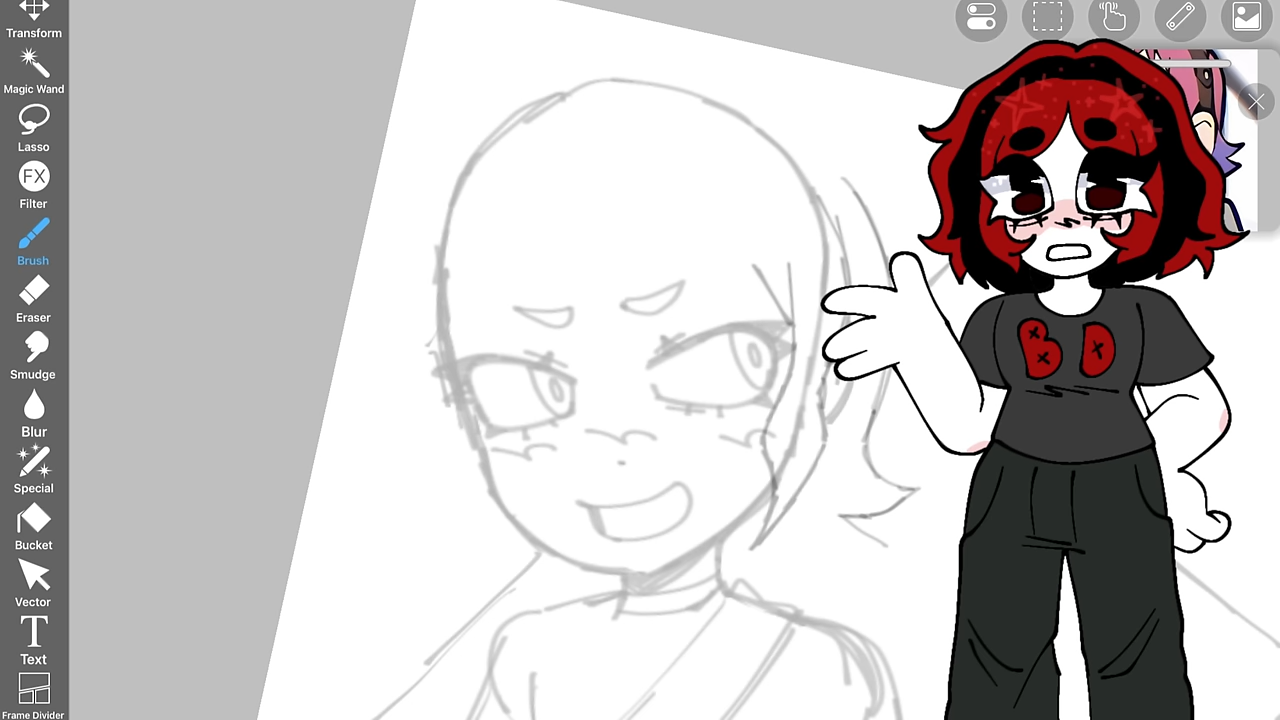 Transform
Magic Wand
Lasso
FX
Filter
Brush
Eraser
Smudge
Blur
Special
Bucket
Vector
T
Text
Frame Divider
B D